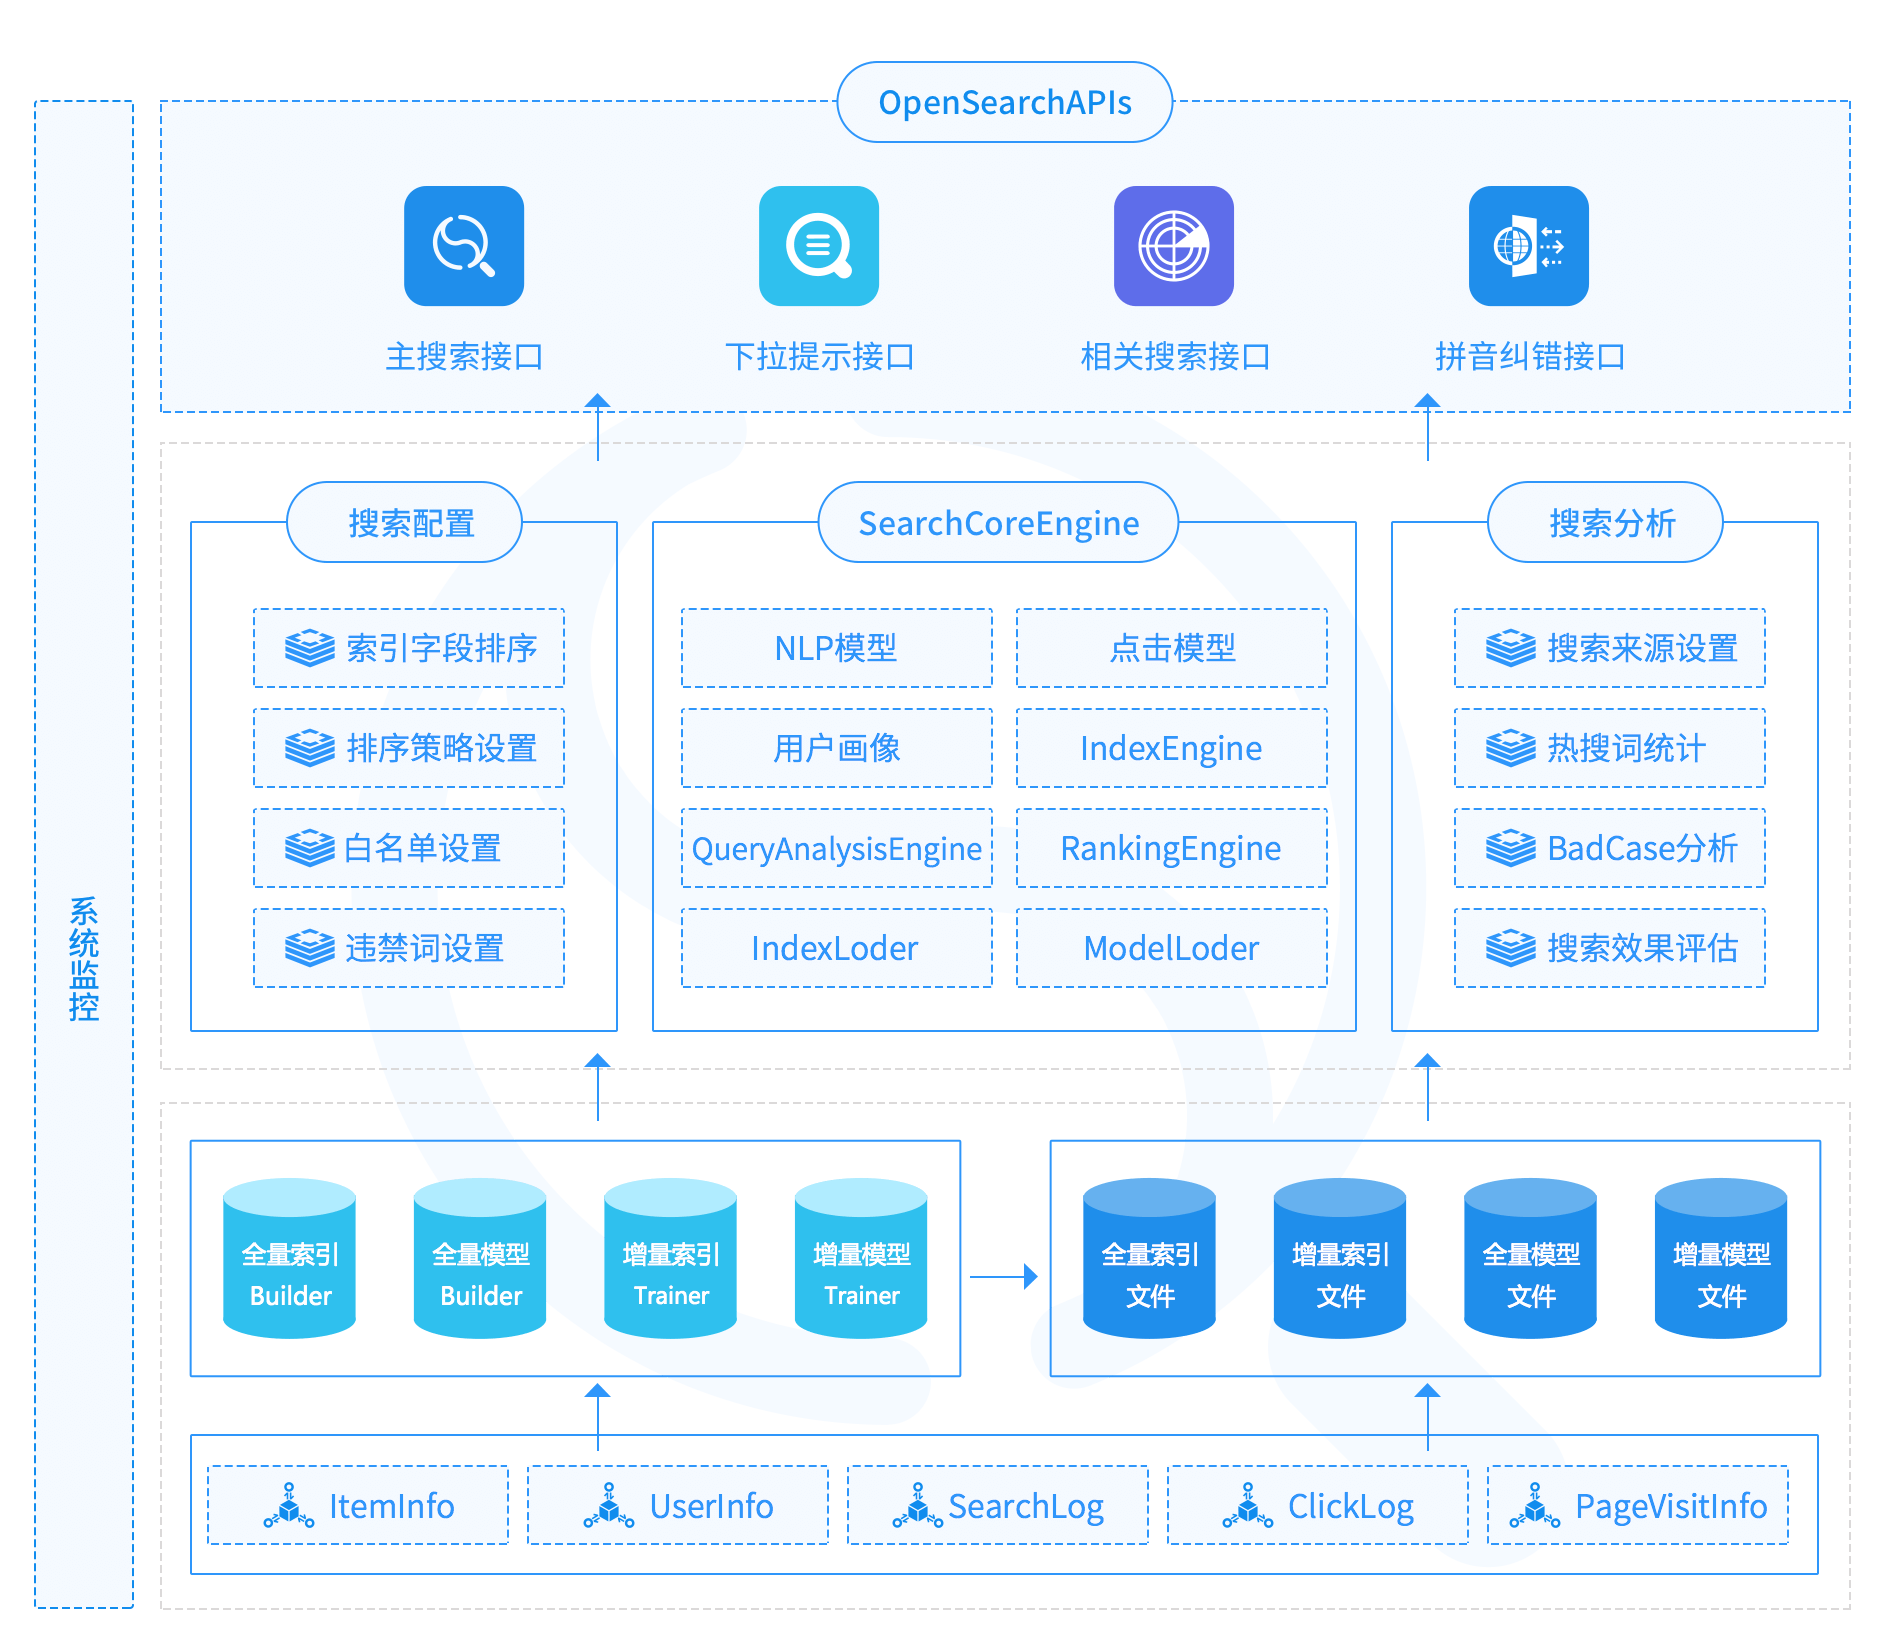 OpenSearchAPIs
主搜索接口
下拉提示接口
相关搜索接口
拼音纠错接口
系统监控
搜索配置
索引字段排序
排序策略设置
白名单设置
违禁词设置
SearchCoreEngine
NLP模型
点击模型
用户画像
IndexEngine
QueryAnalysisEngine
RankingEngine
IndexLoder
ModelLoder
搜索分析
搜索来源设置
热搜词统计
BadCase分析
搜索效果评估
全量索引
Builder
全量模型
Builder
增量索引
Trainer
增量模型
Trainer
全量索引
文件
增量索引
文件
全量模型
文件
增量模型
文件
ItemInfo
UserInfo
SearchLog
ClickLog
PageVisitInfo